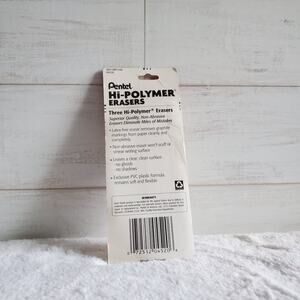 Pentel
Hi-POLYMER®
ERASERS
Three Hi-Polymer® Erasers
Superior Quality, Non-Abrasive
Erasers Eliminate Miles of Mistakes
• Latex free eraser removes graphite
markings from paper cleanly and
completely.
• Non-abrasive eraser won't scuff or
smear writing surface
• Leaves a clear, clean surface
- no ghosts
- no shadows
• Exclusive PVC plastic formula
remains soft and flexible
WARRANTY